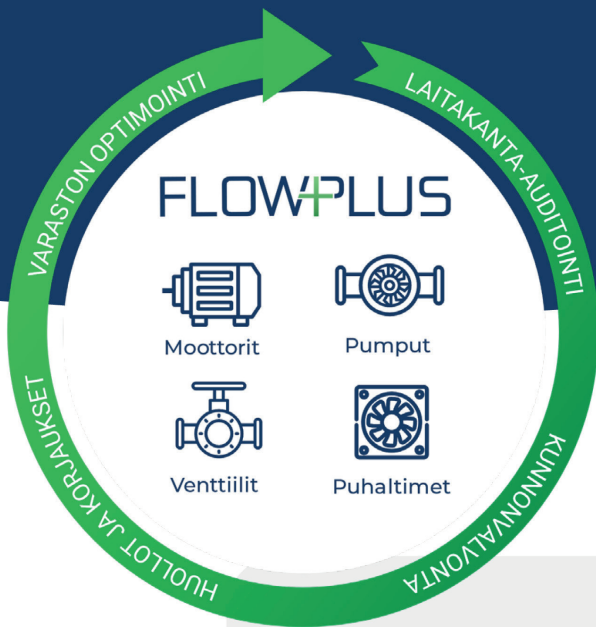 FLOWPLUS
Moottorit
Pumput
Venttiilit
Puhaltimet
LAITAKANTA-AUDITOINTI
KUNNONVALVONTA
HUOLLOT JA KORJAUKSET
VARASTON OPTIMOINTI